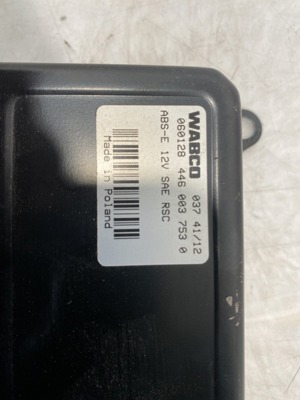 WABCO 037 41/12
060128 446 003 753 0
ABS-E 12V SAE RSC
Made in Poland